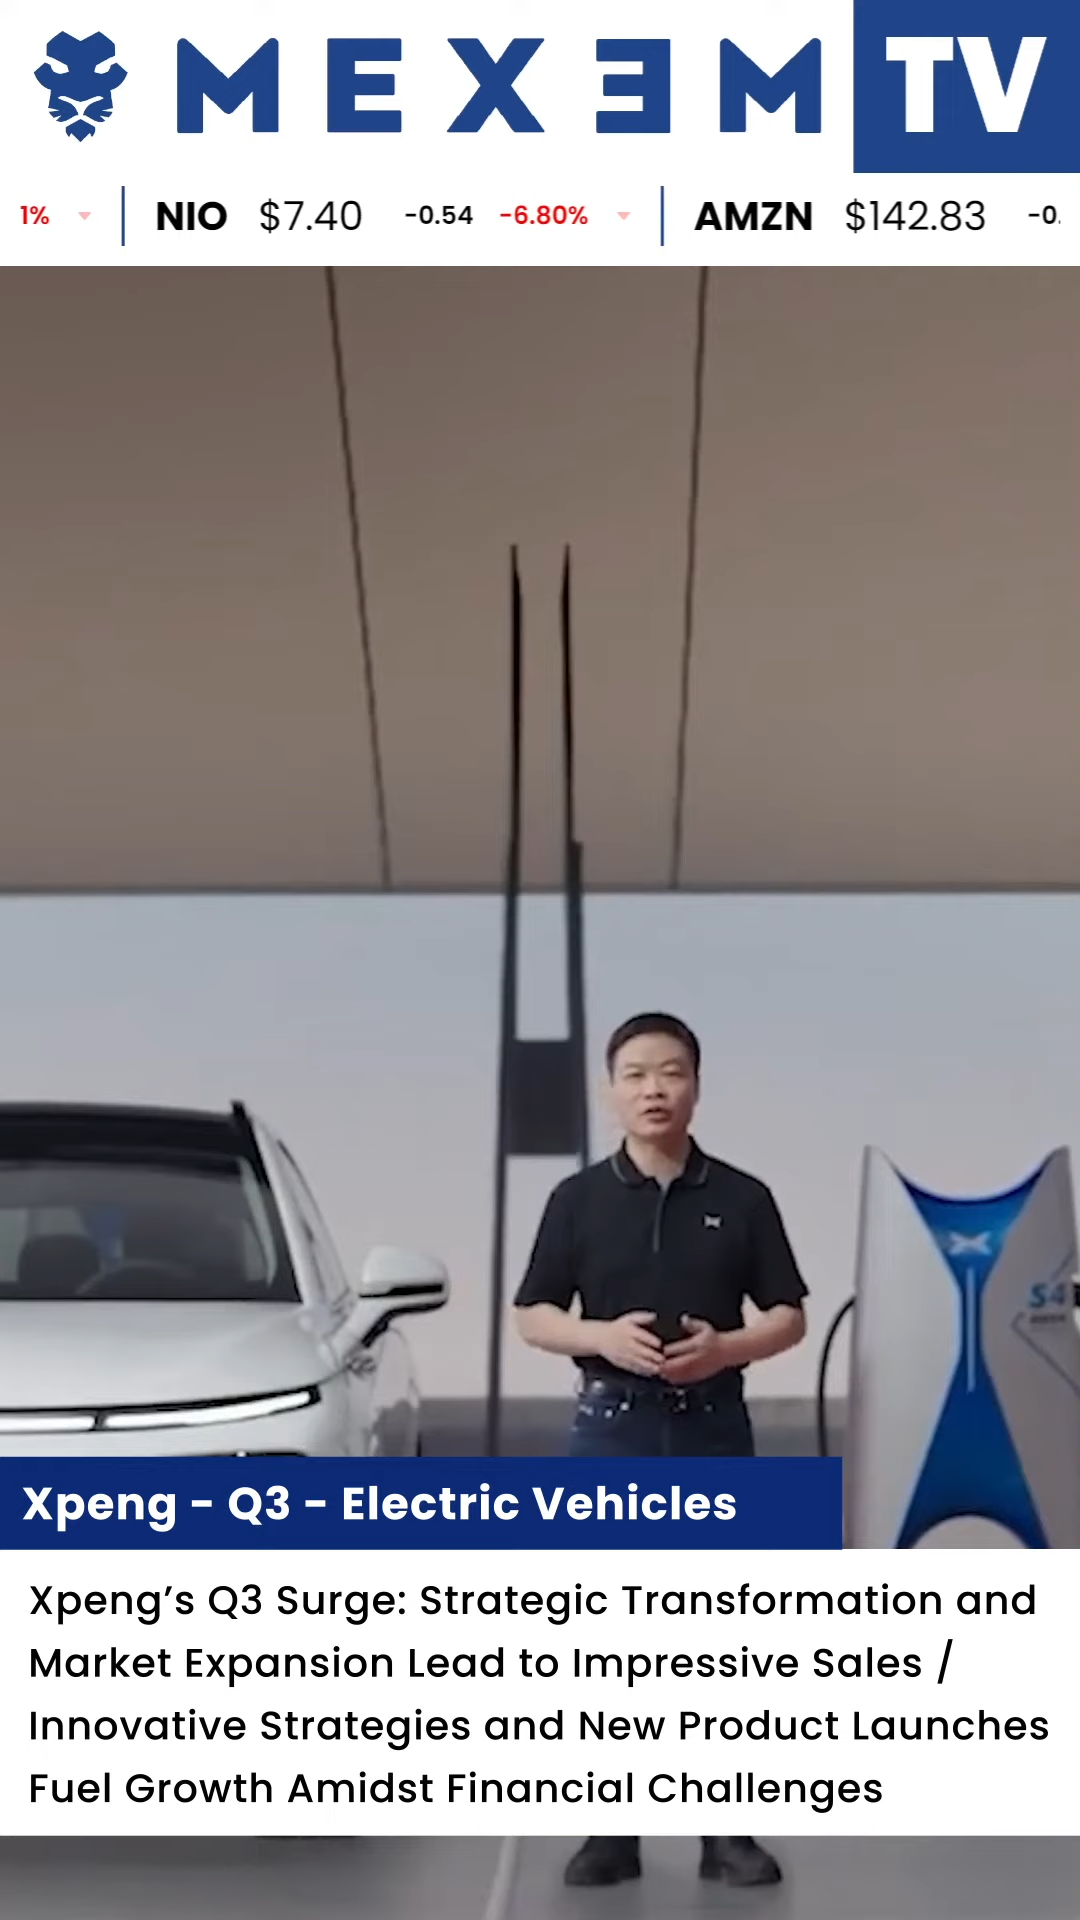 MEXEM TV
1% NIO $7.40 -0.54 -6.80% AMZN $142.83 -0.
S4
Xpeng - Q3 - Electric Vehicles
Xpeng’s Q3 Surge: Strategic Transformation and
Market Expansion Lead to Impressive Sales /
Innovative Strategies and New Product Launches
Fuel Growth Amidst Financial Challenges